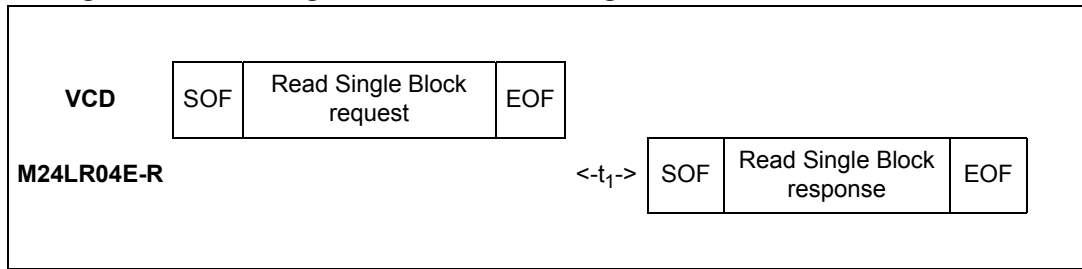 VCD SOF Read Single Block request EOF
M24LR04E-R <-t₁-> SOF Read Single Block response EOF